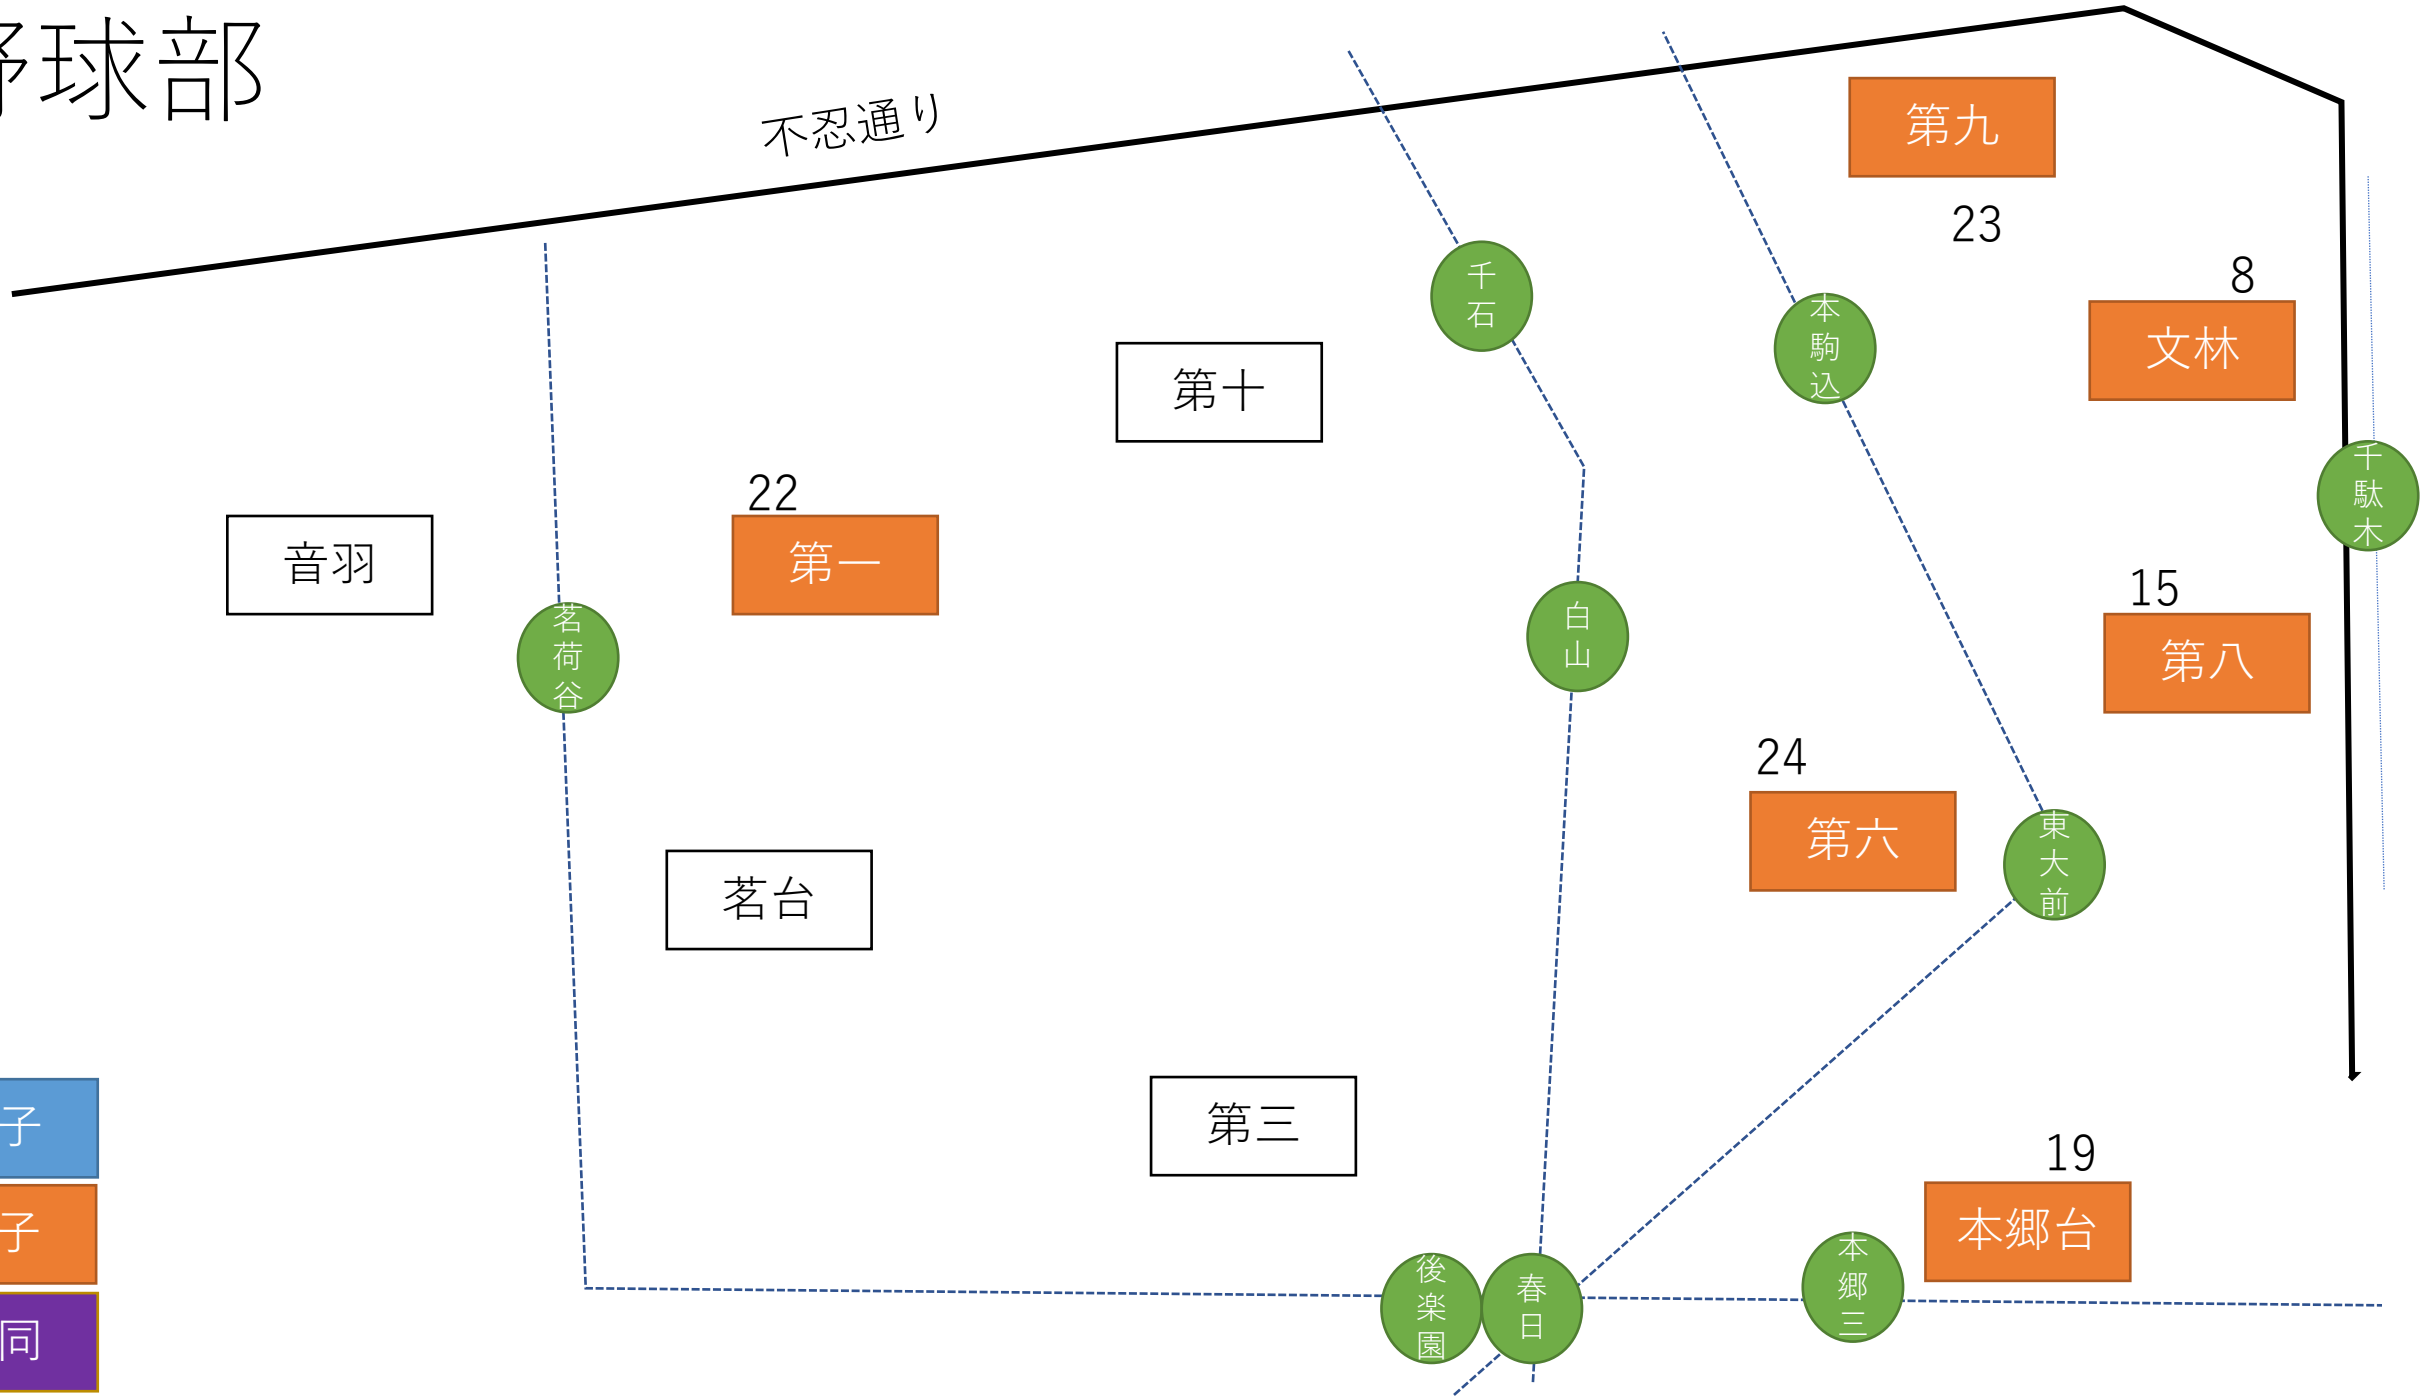 野球部
不忍通り
第九
23
千石
8
本駒込
文林
第十
千駄木
22
音羽
第一
15
茗荷谷
白山
第八
24
第六
東大前
茗台
第三
子
19
本郷台
子
後楽園
春日
本郷三
同